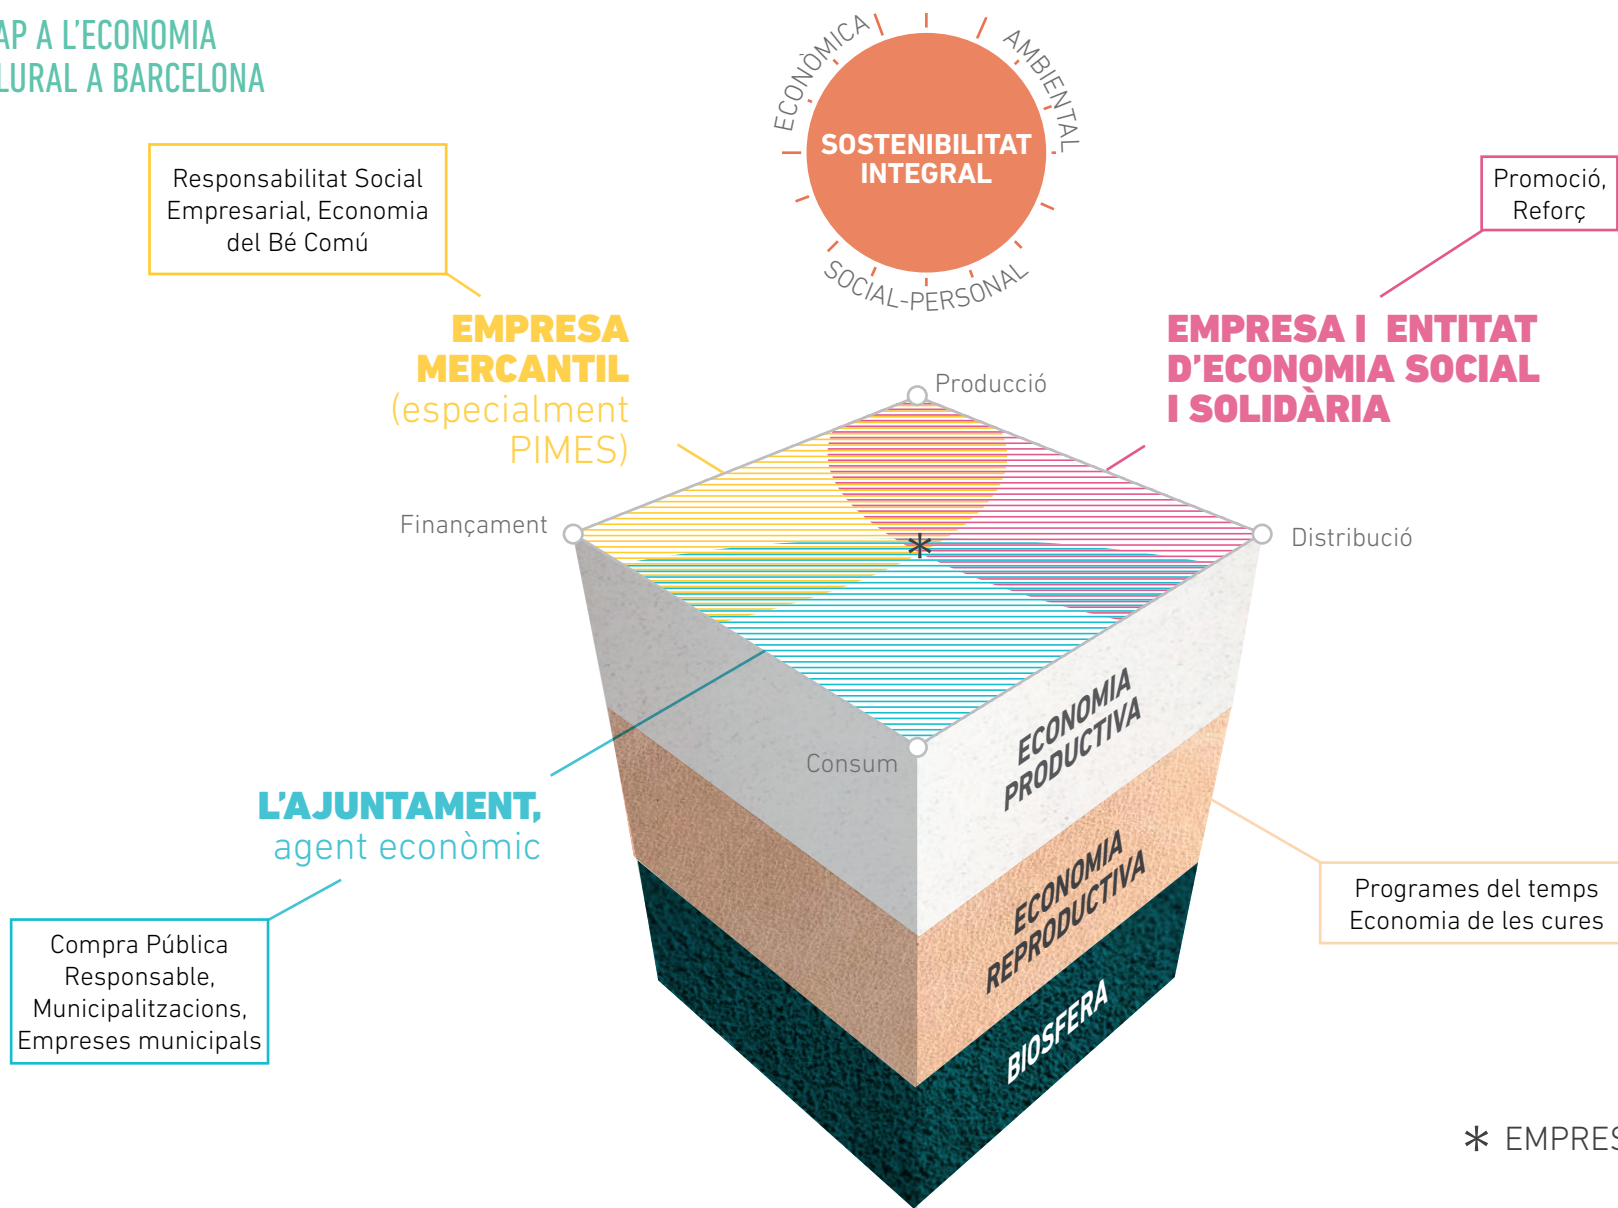 AP A L'ECONOMIA
LURAL A BARCELONA
ECONÒMICA
AMBIENTAL
SOCIAL-PERSONAL
SOSTENIBILITAT
INTEGRAL
Responsabilitat Social
Empresarial, Economia
del Bé Comú
Promoció,
Reforç
EMPRESA
MERCANTIL
(especialment
PIMES)
EMPRESA I ENTITAT
D'ECONOMIA SOCIAL
I SOLIDÀRIA
Producció
Finançament
Distribució
*
Consum
ECONOMIA
PRODUCTIVA
L'AJUNTAMENT,
agent econòmic
ECONOMIA
REPRODUCTIVA
Programes del temps
Economia de les cures
Compra Pública
Responsable,
Municipalitzacions,
Empreses municipals
BIOSFERA
* EMPRES